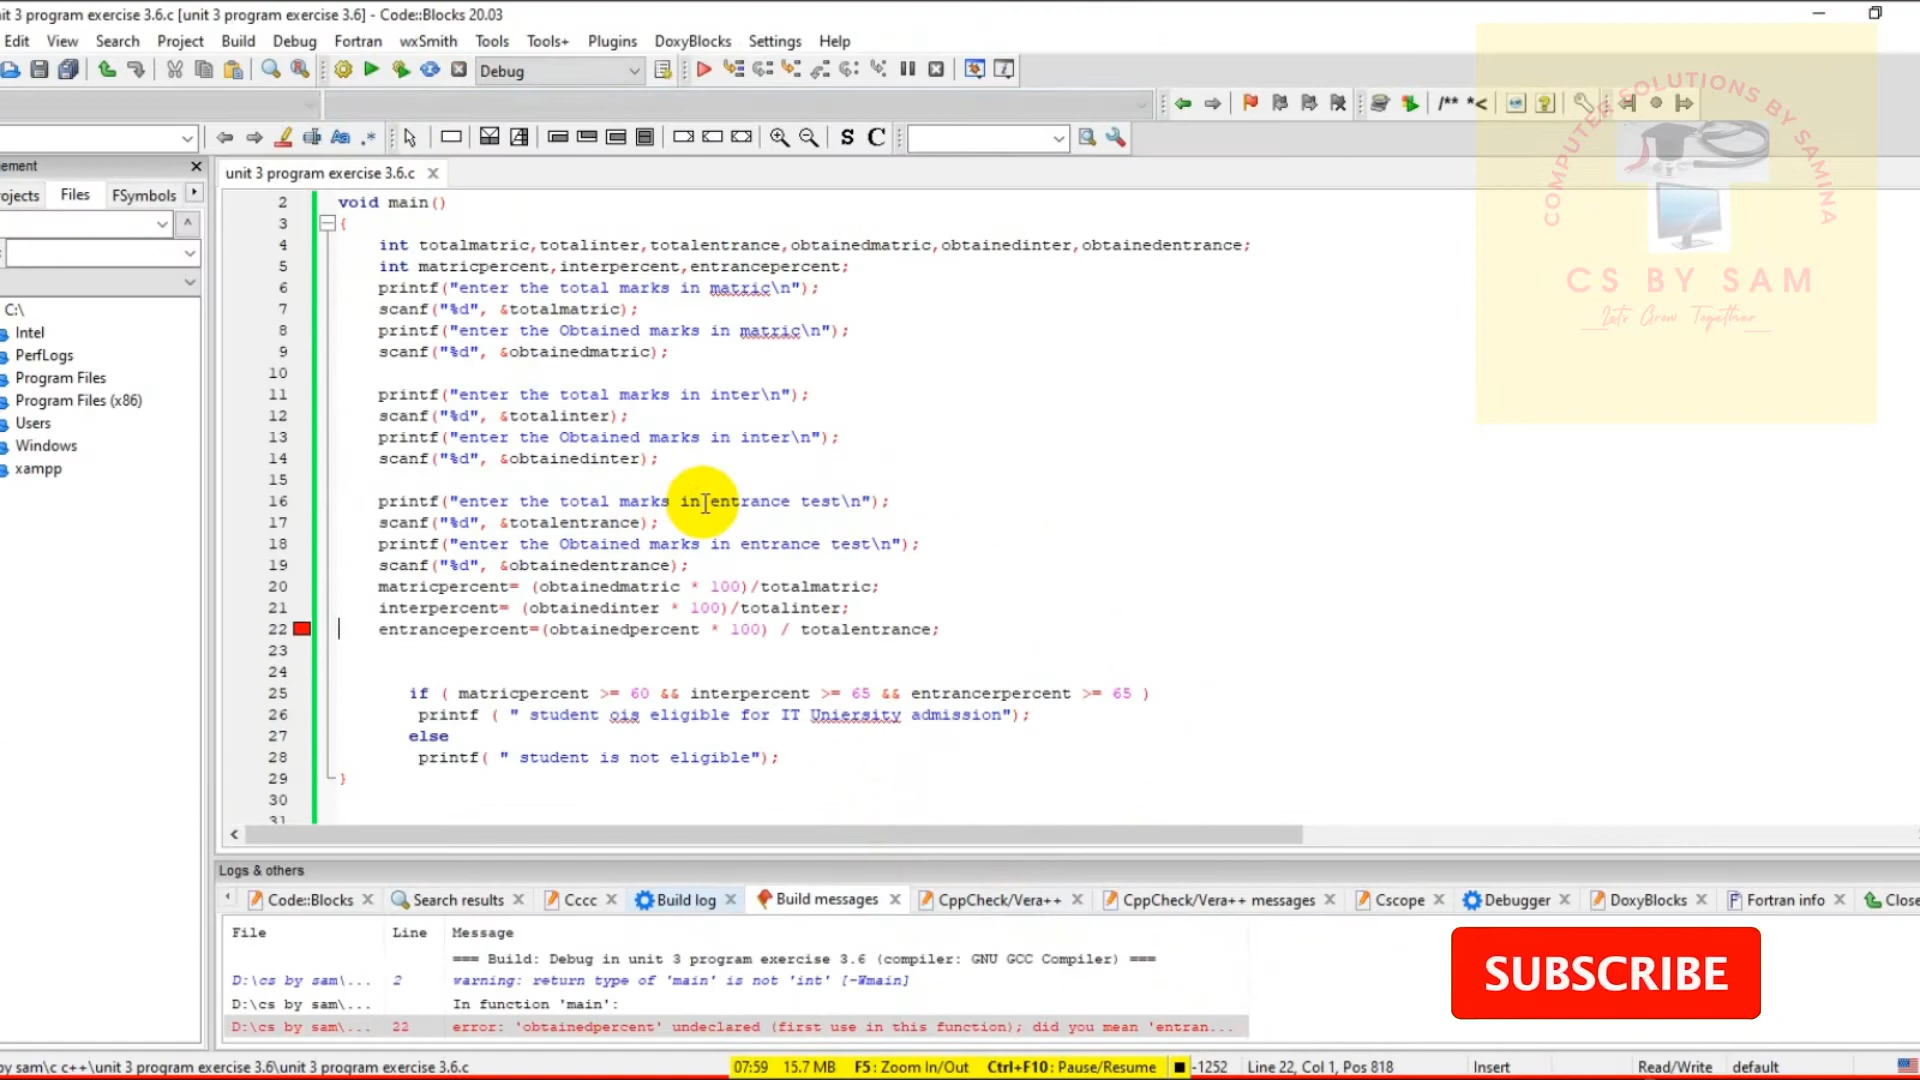 it 3 program exercise 3.6.c [unit 3 program exercise 3.6] - Code::Blocks 20.03
Edit View Search Project Build Debug Fortran wxSmith Tools Tools+ Plugins DoxyBlocks Settings Help
Debug
/** *<
S C
COMPUTER SOLUTIONS BY SAMINA
CS BY SAM
Let's Grow Together
ement
rojects Files FSymbols
unit 3 program exercise 3.6.c
C:\
Intel
PerfLogs
Program Files
Program Files (x86)
Users
Windows
xampp
2 void main()
3 {
4 int totalmatric,totalinter,totalentrance,obtainedmatric,obtainedinter,obtainedentrance;
5 int matricpercent,interpercent,entrancepercent;
6 printf("enter the total marks in matric\n");
7 scanf("%d", &totalmatric);
8 printf("enter the Obtained marks in matric\n");
9 scanf("%d", &obtainedmatric);
10
11 printf("enter the total marks in inter\n");
12 scanf("%d", &totalinter);
13 printf("enter the Obtained marks in inter\n");
14 scanf("%d", &obtainedinter);
15
16 printf("enter the total marks in entrance test\n");
17 scanf("%d", &totalentrance);
18 printf("enter the Obtained marks in entrance test\n");
19 scanf("%d", &obtainedentrance);
20 matricpercent= (obtainedmatric * 100)/totalmatric;
21 interpercent= (obtainedinter * 100)/totalinter;
22 entrancepercent=(obtainedpercent * 100) / totalentrance;
23
24
25 if ( matricpercent >= 60 && interpercent >= 65 && entrancerpercent >= 65 )
26 printf ( " student ois eligible for IT Uniersity admission");
27 else
28 printf( " student is not eligible");
29 }
30
31
Logs & others
Code::Blocks Search results Cccc Build log Build messages CppCheck/Vera++ CppCheck/Vera++ messages Cscope Debugger DoxyBlocks Fortran info Close
File Line Message
=== Build: Debug in unit 3 program exercise 3.6 (compiler: GNU GCC Compiler) ===
D:\cs by sam\... 2 warning: return type of 'main' is not 'int' [-Wmain]
D:\cs by sam\... In function 'main':
D:\cs by sam\... 22 error: 'obtainedpercent' undeclared (first use in this function); did you mean 'entran...
SUBSCRIBE
by sam\c c++\unit 3 program exercise 3.6\unit 3 program exercise 3.6.c 07:59 15.7 MB F5: Zoom In/Out Ctrl+F10: Pause/Resume -1252 Line 22, Col 1, Pos 818 Insert Read/Write default